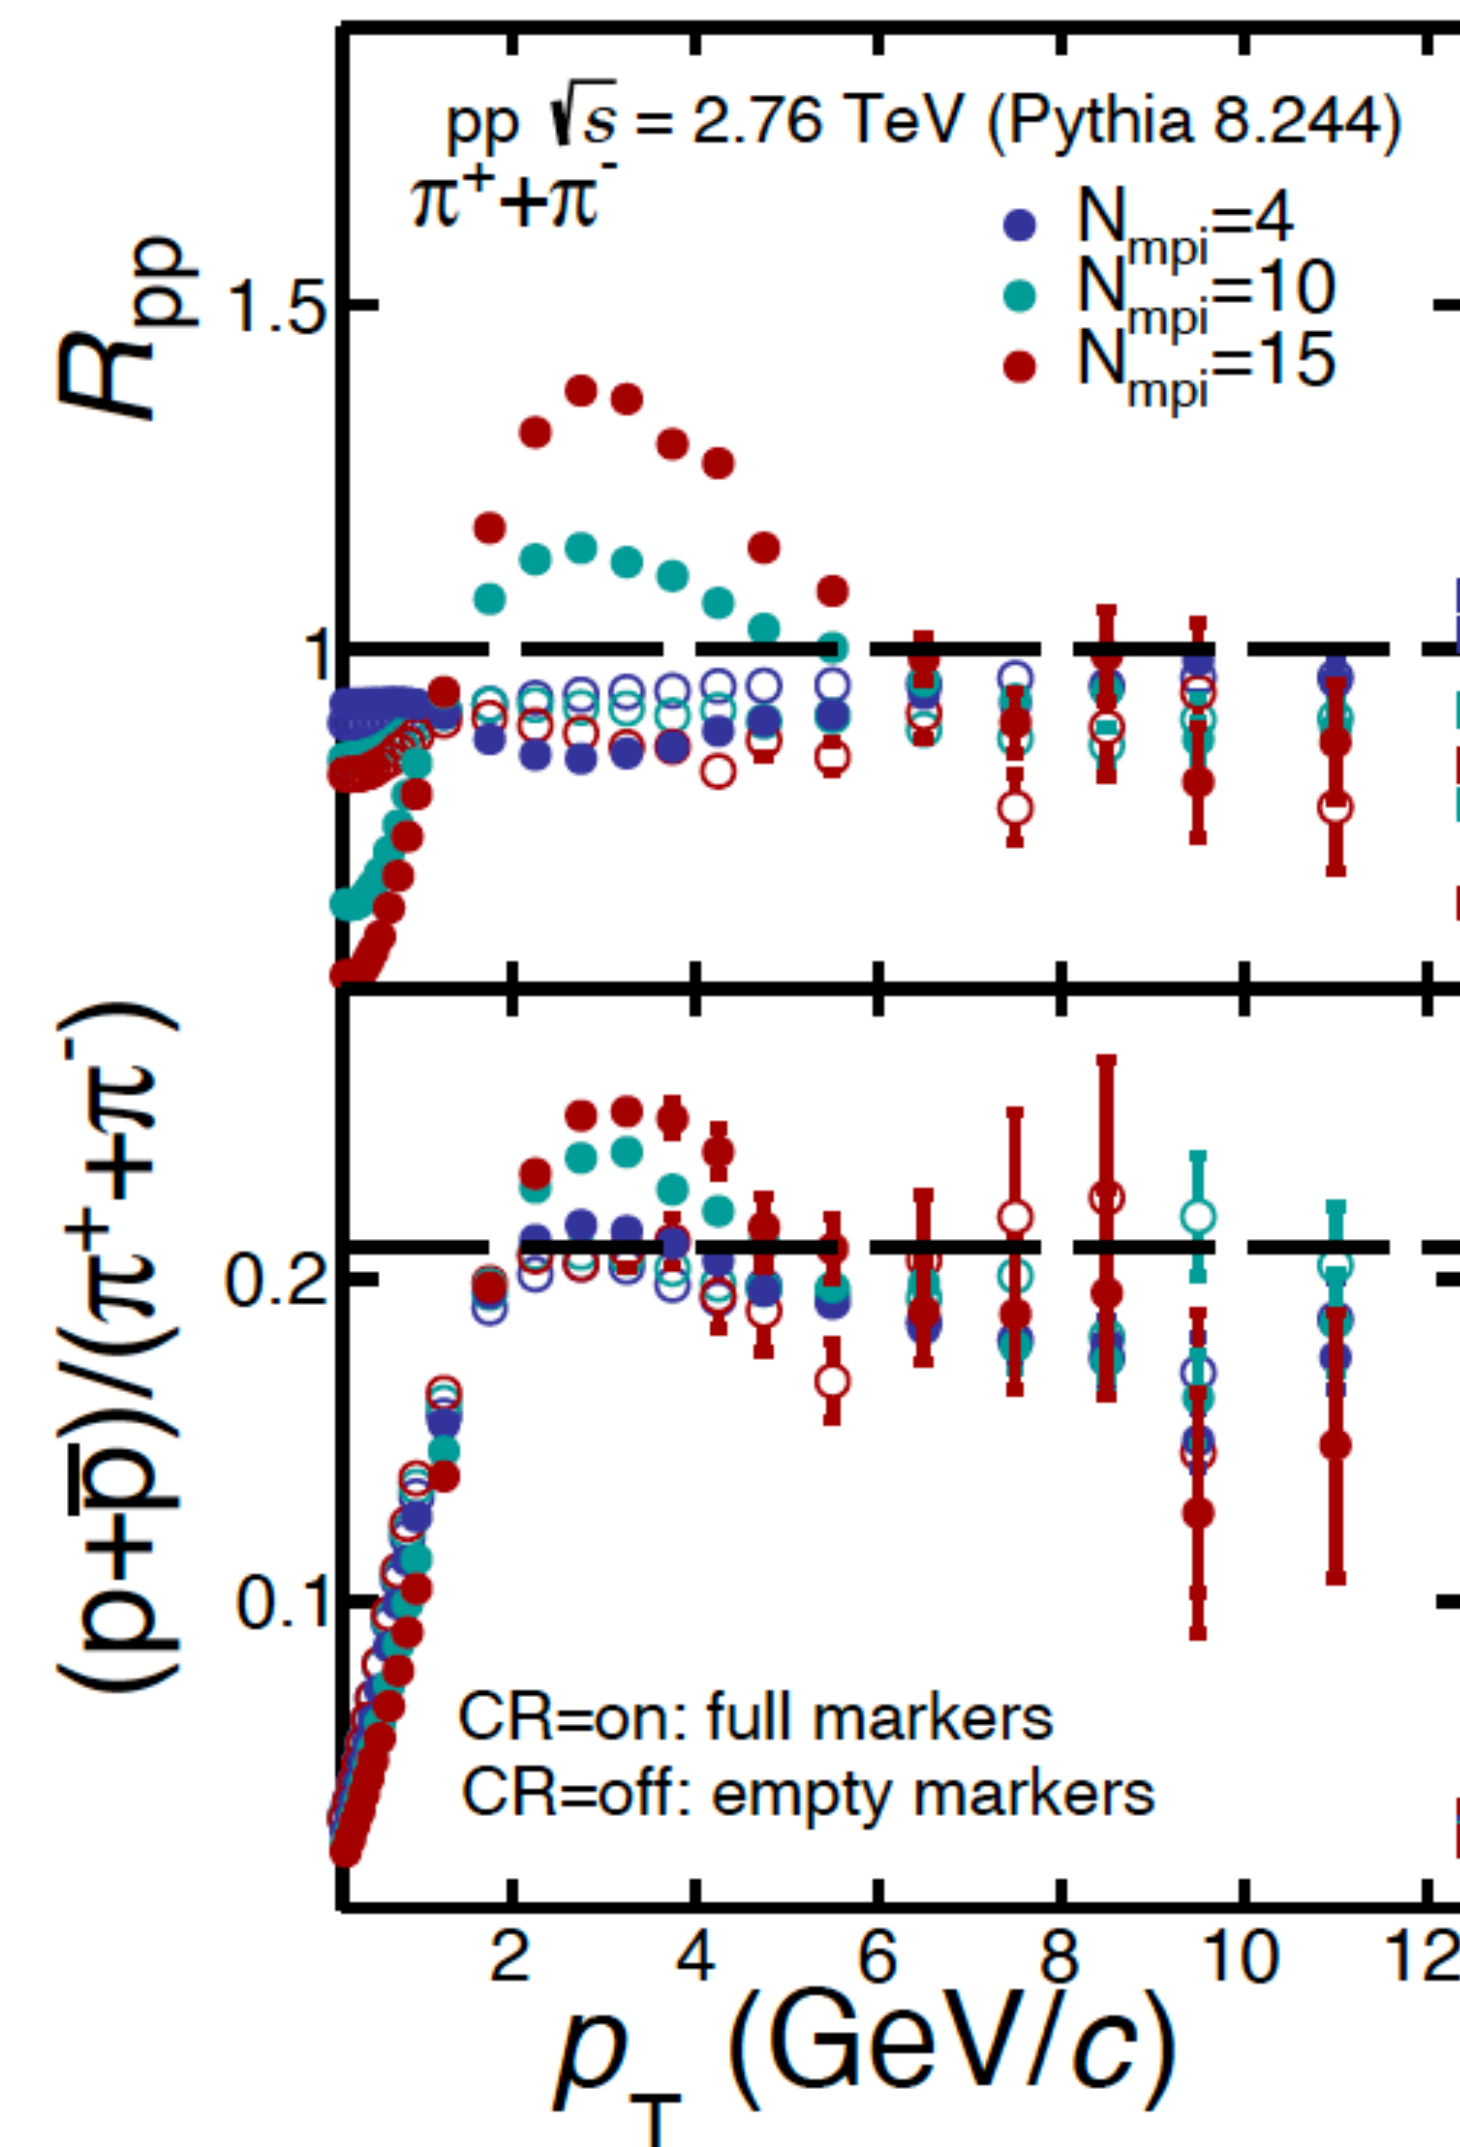 pp √s = 2.76 TeV (Pythia 8.244)
π⁺+π⁻
N_mpi=4
N_mpi=10
N_mpi=15
R_pp
1.5
1
(p+p̅)/(π⁺+π⁻)
0.2
0.1
CR=on: full markers
CR=off: empty markers
2 4 6 8 10 12
p_T (GeV/c)